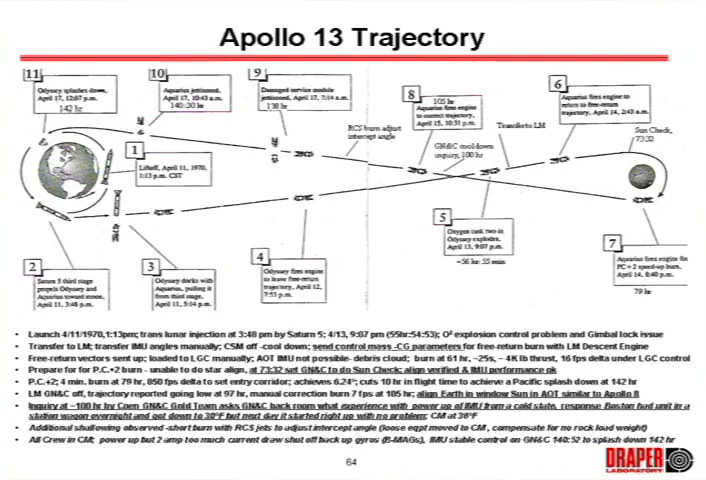 Apollo 13 Trajectory
11
Odyssey splashes down,
April 17, 12:07 p.m.
142 hr
10
Aquarius jettisoned,
April 17, 10:43 a.m.
140:30 hr
9
Damaged service module
jettisoned, April 17, 7:14 a.m.
138 hr
8
105 hr
Aquarius fires engine
to correct trajectory,
April 15, 10:31 p.m.
6
Aquarius fires engine to
return to free-return
trajectory, April 14, 2:43 a.m.
RCS burn adjust
intercept angle
GN&C cool down
inquiry, 100 hr
Transfer to LM
Sun Check,
73:32
1
Liftoff, April 11, 1970,
1:13 p.m. CST
2
Saturn 5 third stage
propels Odyssey and
Aquarius toward moon,
April 11, 3:48 p.m.
3
Odyssey docks with
Aquarius, pulling it
from third stage,
April 11, 5:14 p.m.
4
Odyssey fires engine
to leave free-return
trajectory, April 12,
7:53 p.m.
5
Oxygen tank two in
Odyssey explodes,
April 13, 9:07 p.m.
~56 hr: 55 min
7
Aquarius fires engine fin
PC + 2 speed-up burn,
April 14, 8:40 p.m.
79 hr
• Launch 4/11/1970,1:13pm; trans lunar injection at 3:48 pm by Saturn 5; 4/13, 9:07 pm (55hr:54:53); O² explosion control problem and Gimbal lock issue
• Transfer to LM; transfer IMU angles manually; CSM off -cool down; send control mass -CG parameters for free-return burn with LM Descent Engine
• Free-return vectors sent up; loaded to LGC manually; AOT IMU not possible- debris cloud; burn at 61 hr, ~25s, ~ 4K lb thrust, 16 fps delta under LGC control
• Prepare for for P.C.+2 burn - unable to do star align, at 73:32 set GN&C to do Sun Check; align verified & IMU performance ok
• P.C.+2; 4 min. burn at 79 hr, 850 fps delta to set entry corridor; achieves 6.24°; cuts 10 hr in flight time to achieve a Pacific splash down at 142 hr
• LM GN&C off, trajectory reported going low at 97 hr, manual correction burn 7 fps at 105 hr; align Earth in window Sun in AOT similar to Apollo 8
• Inquiry at ~100 hr by Coen GN&C Gold Team asks GN&C back room what experience with power up of IMU from a cold state, response Boston had unit in a
station wagon overnight and got down to 30°F but next day it started right up with no problem; CM at 38°F
• Additional shallowing observed -short burn with RCS jets to adjust intercept angle (loose eqpt moved to CM , compensate for no rock load weight)
• All Crew in CM; power up but 2 amp too much current draw shut off back up gyros (B-MAGs), IMU stable control on GN&C 140:52 to splash down 142 hr
64
DRAPER
LABORATORY